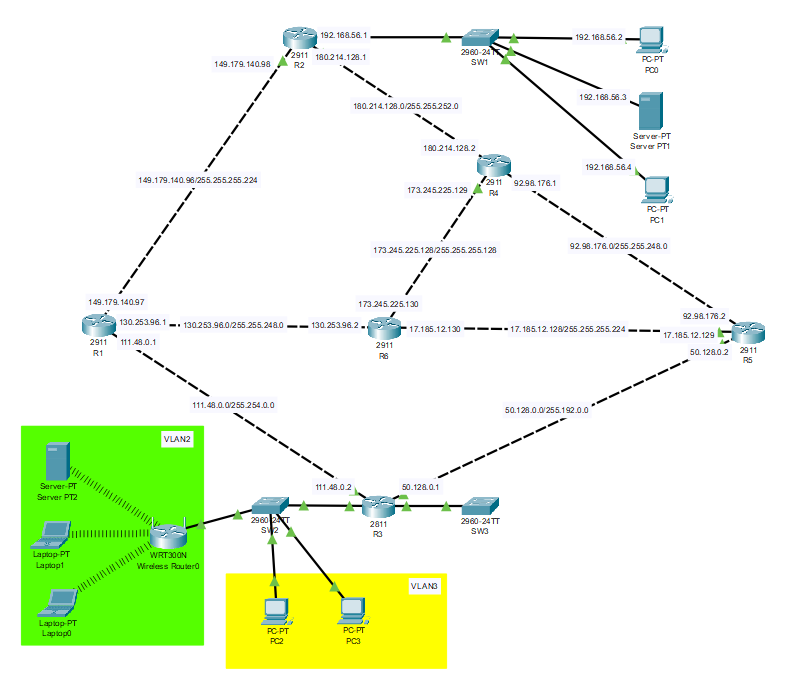 192.168.56.1
2911
R2
180.214.128.1
149.179.140.98
2960-24TT
SW1
192.168.56.2
PC-PT
PC0
192.168.56.3
Server-PT
Server PT1
192.168.56.4
PC-PT
PC1
180.214.128.0/255.255.252.0
180.214.128.2
2911
R4
92.98.176.1
173.245.225.129
149.179.140.96/255.255.255.224
173.245.225.128/255.255.255.128
92.98.176.0/255.255.248.0
149.179.140.97
173.245.225.130
92.98.176.2
130.253.96.1
130.253.96.0/255.255.248.0
130.253.96.2
17.185.12.130
17.185.12.128/255.255.255.224
17.185.12.129
2911
R1
111.48.0.1
2911
R6
2911
R5
50.128.0.2
111.48.0.0/255.254.0.0
50.128.0.0/255.192.0.0
VLAN2
Server-PT
Server PT2
Laptop-PT
Laptop1
Laptop-PT
Laptop0
WRT300N
Wireless Router0
2960-24TT
SW2
111.48.0.2
50.128.0.1
2811
R3
2960-24TT
SW3
VLAN3
PC-PT
PC2
PC-PT
PC3